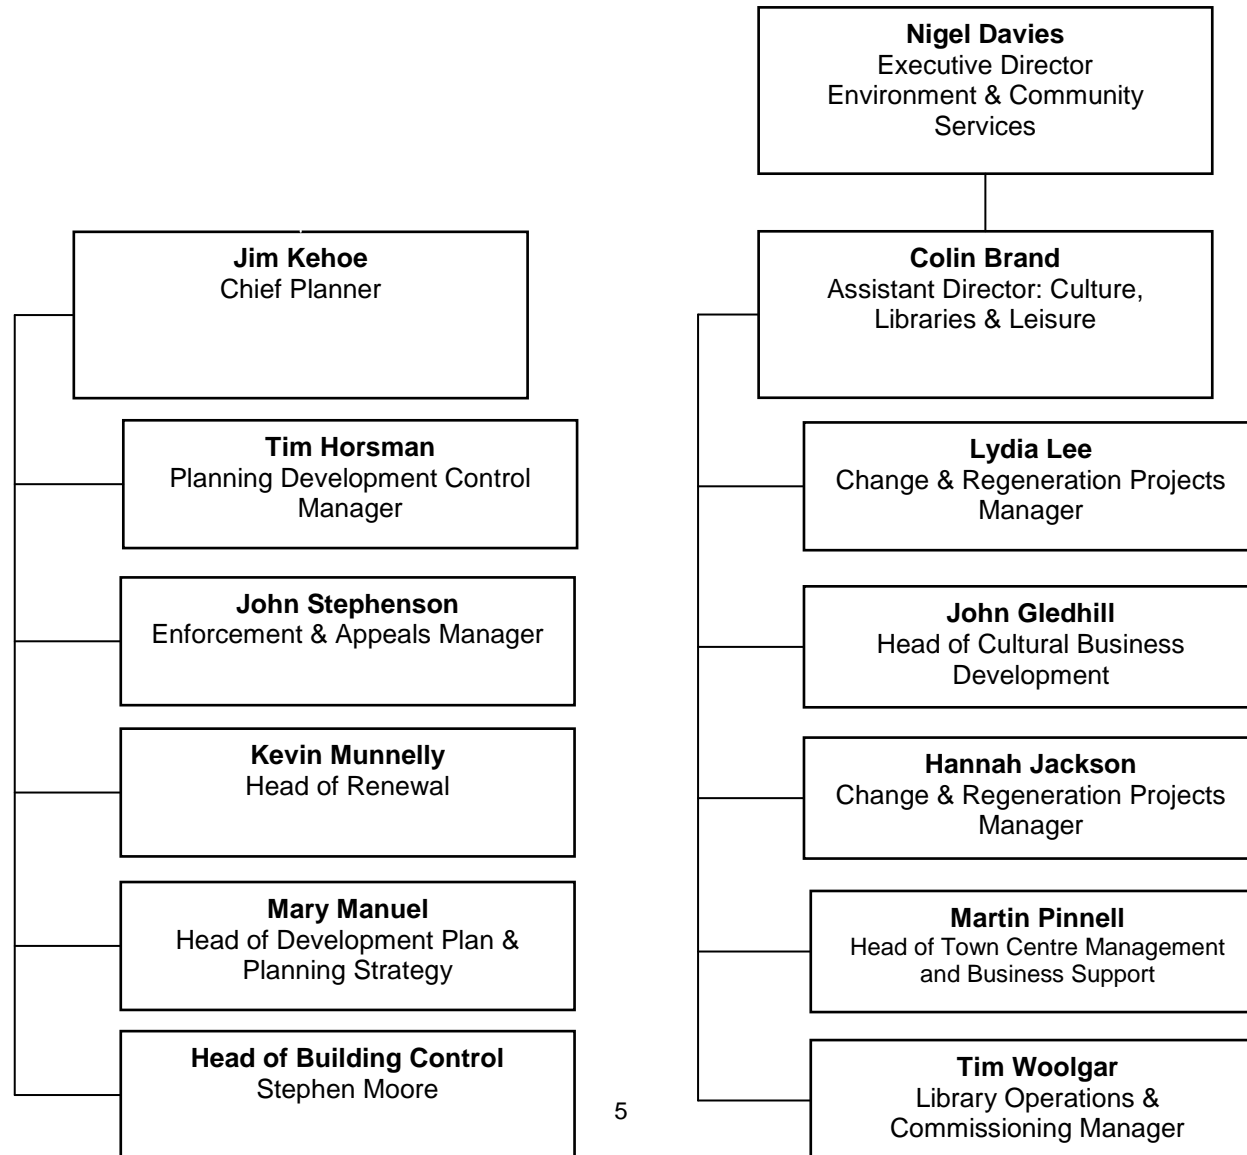 Nigel Davies
Executive Director
Environment & Community
Services
Jim Kehoe
Chief Planner
Tim Horsman
Planning Development Control
Manager
John Stephenson
Enforcement & Appeals Manager
Kevin Munnelly
Head of Renewal
Mary Manuel
Head of Development Plan &
Planning Strategy
Head of Building Control
Stephen Moore
Colin Brand
Assistant Director: Culture,
Libraries & Leisure
Lydia Lee
Change & Regeneration Projects
Manager
John Gledhill
Head of Cultural Business
Development
Hannah Jackson
Change & Regeneration Projects
Manager
Martin Pinnell
Head of Town Centre Management
and Business Support
Tim Woolgar
Library Operations &
Commissioning Manager
5